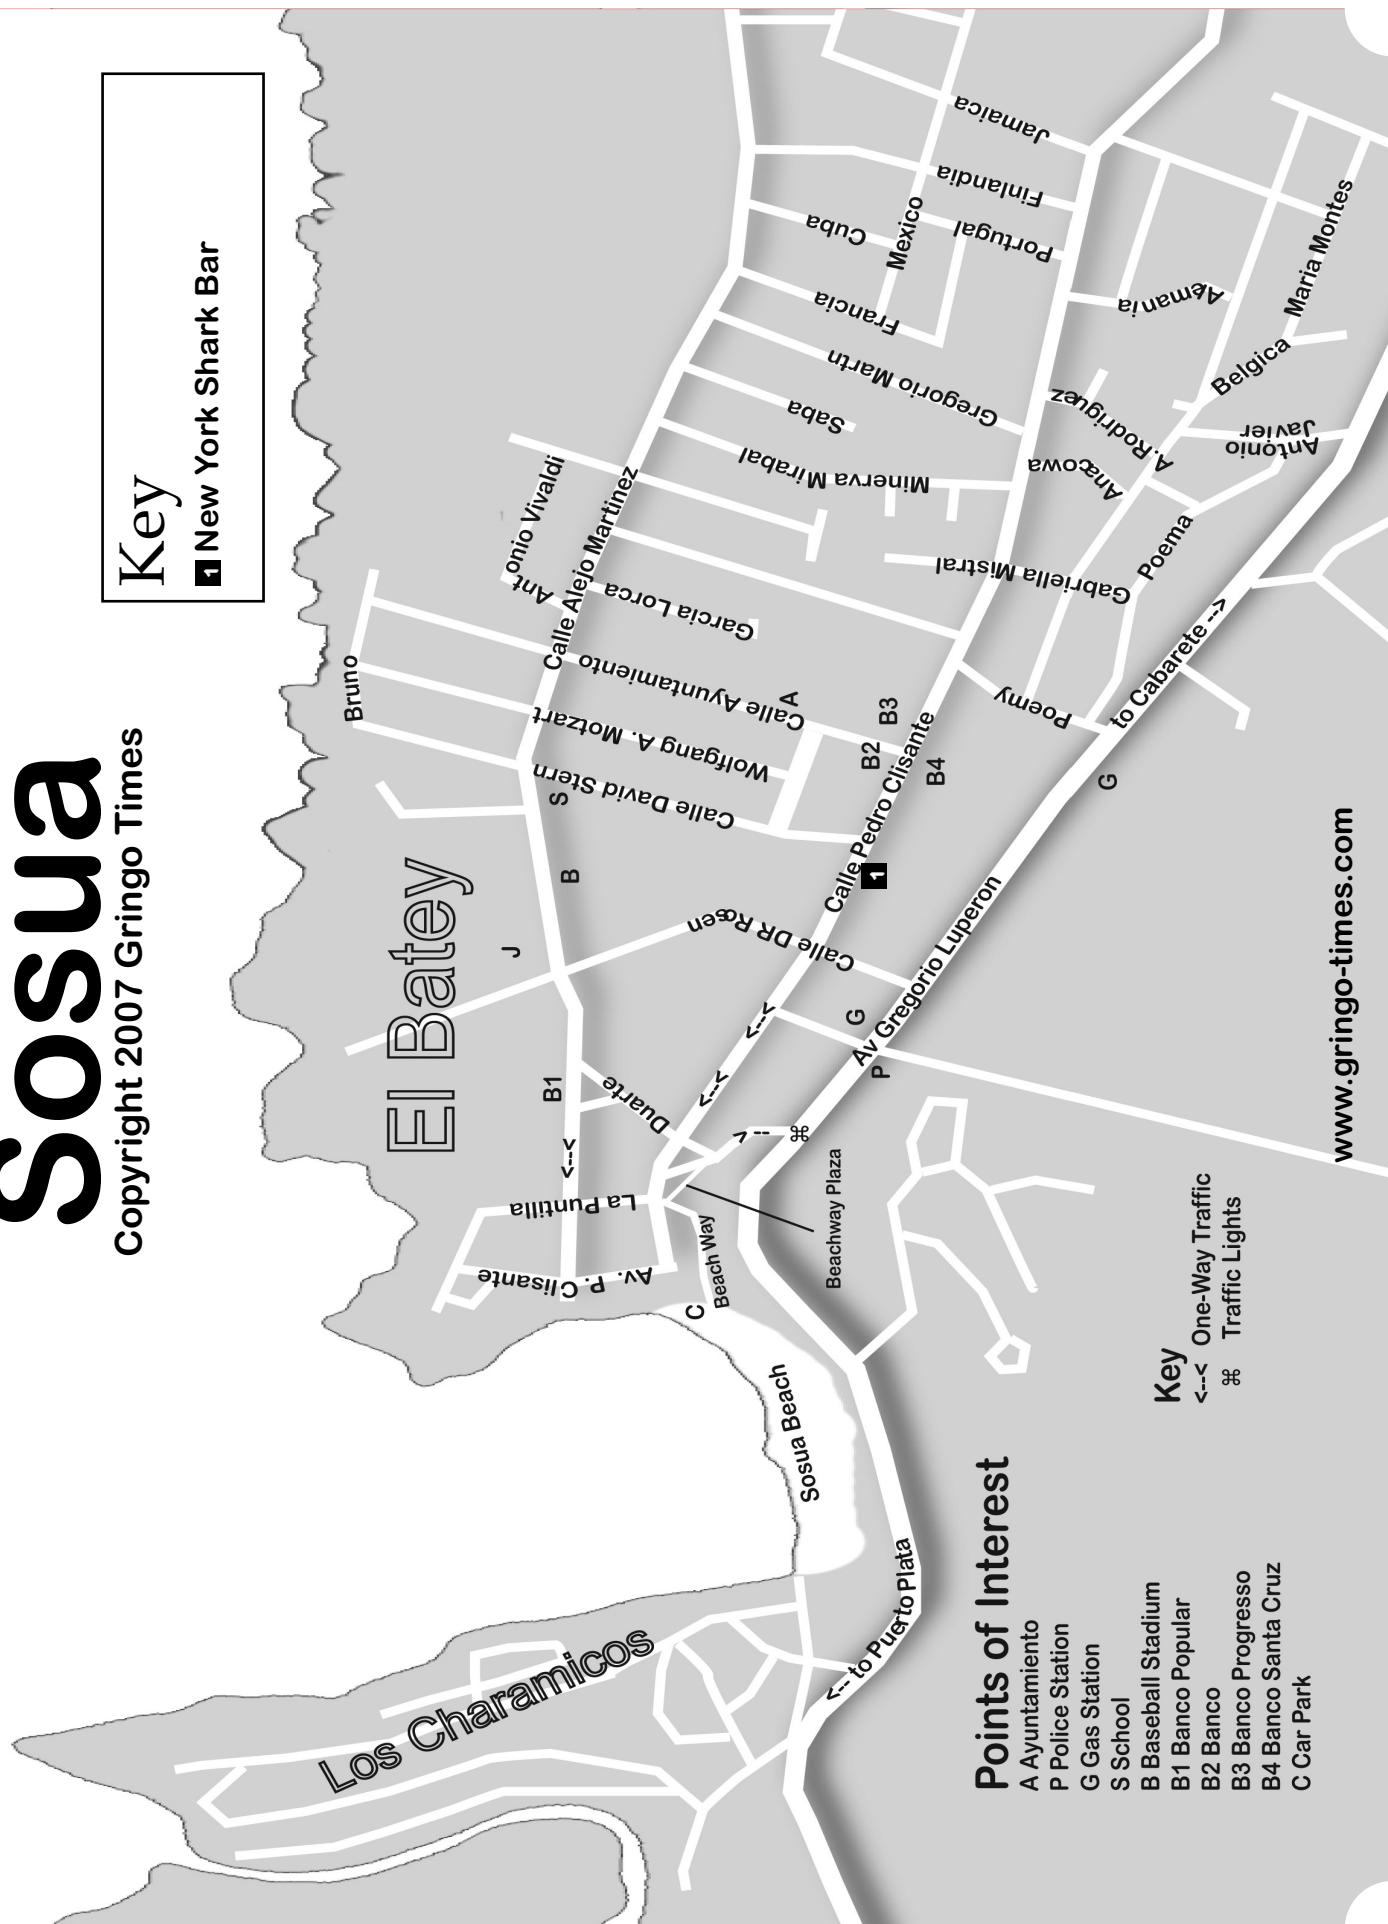 Sosua
Copyright 2007 Gringo Times
Key
1 New York Shark Bar
El Batey
Los Charamicos
Bruno
Antonio Vivaldi
Calle Alejo Martinez
Garcia Lorca
Calle Ayuntamiento
Wolfgang A. Motzart
Calle David Stern
Calle DR Rosen
Duarte
La Puntilla
Av. P. Clisante
Beach Way
Beachway Plaza
Sosua Beach
Calle Pedro Clisante
Av Gregorio Luperon
<--- to Puerto Plata
to Cabarete --->
Poemy
Poema
Gabriella Mistral
Minerva Mirabal
Saba
Gregorio Martn
Francia
Cuba
Mexico
Portugal
Finlandia
Jamaica
Alemania
A.Rodriguez
Anacowa
Antonio
Javier
Belgica
Maria Montes
J
B
S
B1
A
B2
B3
B4
1
G
G
P
C
⌘
<--<
<--<
<--<
-- <
Points of Interest
A Ayuntamiento
P Police Station
G Gas Station
S School
B Baseball Stadium
B1 Banco Popular
B2 Banco
B3 Banco Progresso
B4 Banco Santa Cruz
C Car Park
Key
<--< One-Way Traffic
⌘ Traffic Lights
www.gringo-times.com